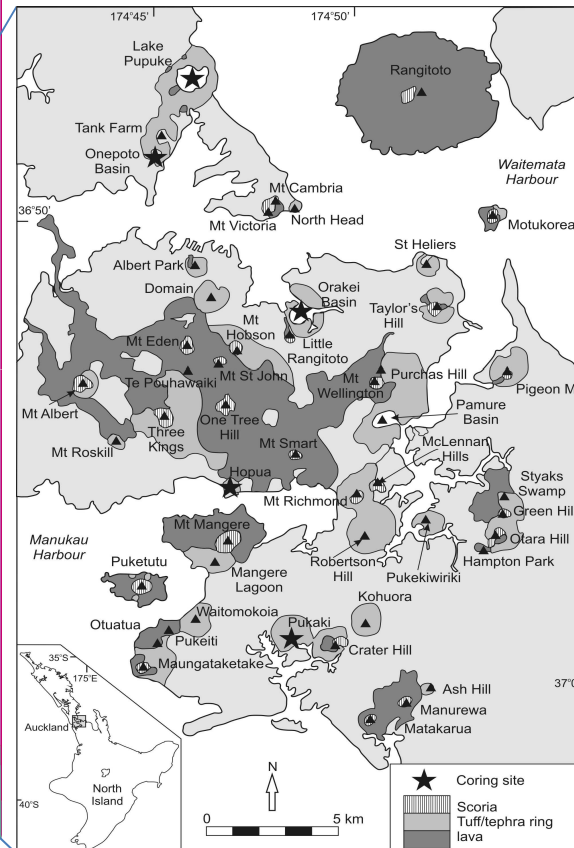 174°45'
174°50'
Lake
Pupuke
Rangitoto
Tank Farm
Onepoto
Basin
Waitemata
Harbour
Mt Cambria
36°50'
Mt Victoria
North Head
Motukorea
St Heliers
Albert Park
Orakei
Basin
Domain
Taylor's
Hill
Mt
Hobson
Mt Eden
Little
Rangitoto
Te Pouhawaiki
Mt St John
Mt
Wellington
Purchas Hill
Pigeon M
Mt Albert
Pamure
Basin
Three
Kings
One Tree
Hill
McLennan
Hills
Mt Roskill
Mt Smart
Styaks
Swamp
Hopua
Mt Richmond
Green Hil
Mt Mangere
Otara Hill
Manukau
Harbour
Hampton Park
Robertson
Hill
Pukekiwiriki
Puketutu
Mangere
Lagoon
Kohuora
Waitomokoia
Otuatua
Pukaki
Pukeiti
Crater Hill
Maungataketake
35°S
175°E
37°0
Ash Hill
Manurewa
Matakarua
Auckland
North
Island
40°S
N
0
5 km
Coring site
Scoria
Tuff/tephra ring
lava